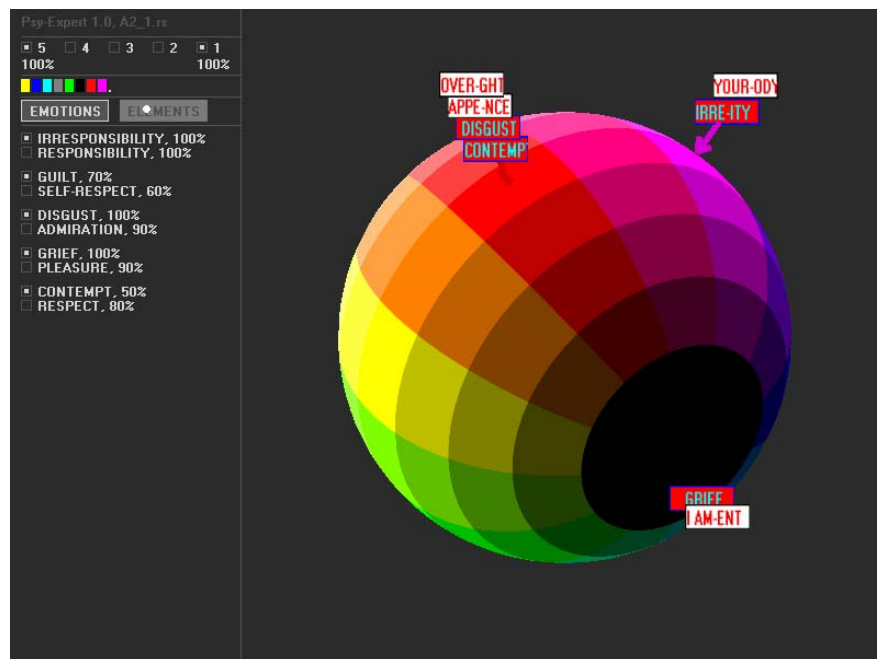 Psy-Expert 1.0, A2_1.rs
5 4 3 2 1
100% 100%
EMOTIONS ELEMENTS
IRRESPONSIBILITY, 100%
RESPONSIBILITY, 100%
GUILT, 70%
SELF-RESPECT, 60%
DISGUST, 100%
ADMIRATION, 90%
GRIEF, 100%
PLEASURE, 90%
CONTEMPT, 50%
RESPECT, 80%
OVER-GHT
APPE-NCE
DISGUST
CONTEMP
YOUR-ODY
IRRE-ITY
GRIEF
I AM-ENT